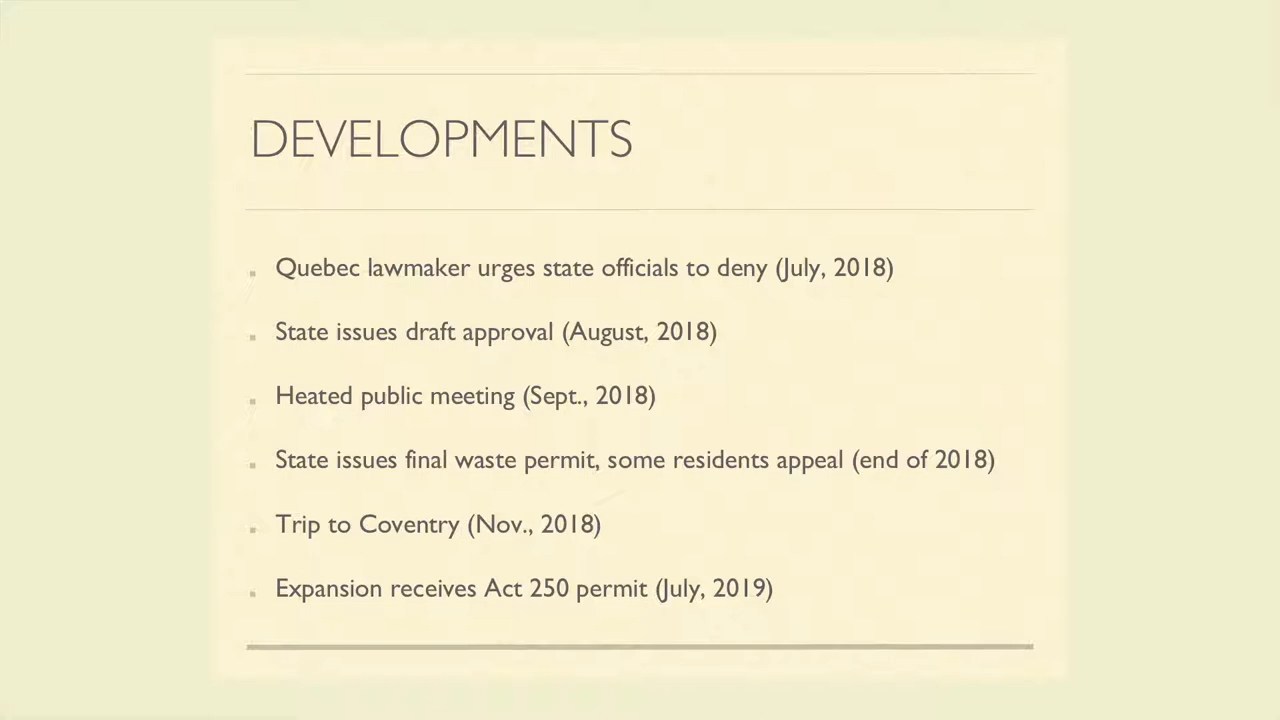 DEVELOPMENTS
Quebec lawmaker urges state officials to deny (July, 2018)
State issues draft approval (August, 2018)
Heated public meeting (Sept., 2018)
State issues final waste permit, some residents appeal (end of 2018)
Trip to Coventry (Nov., 2018)
Expansion receives Act 250 permit (July, 2019)